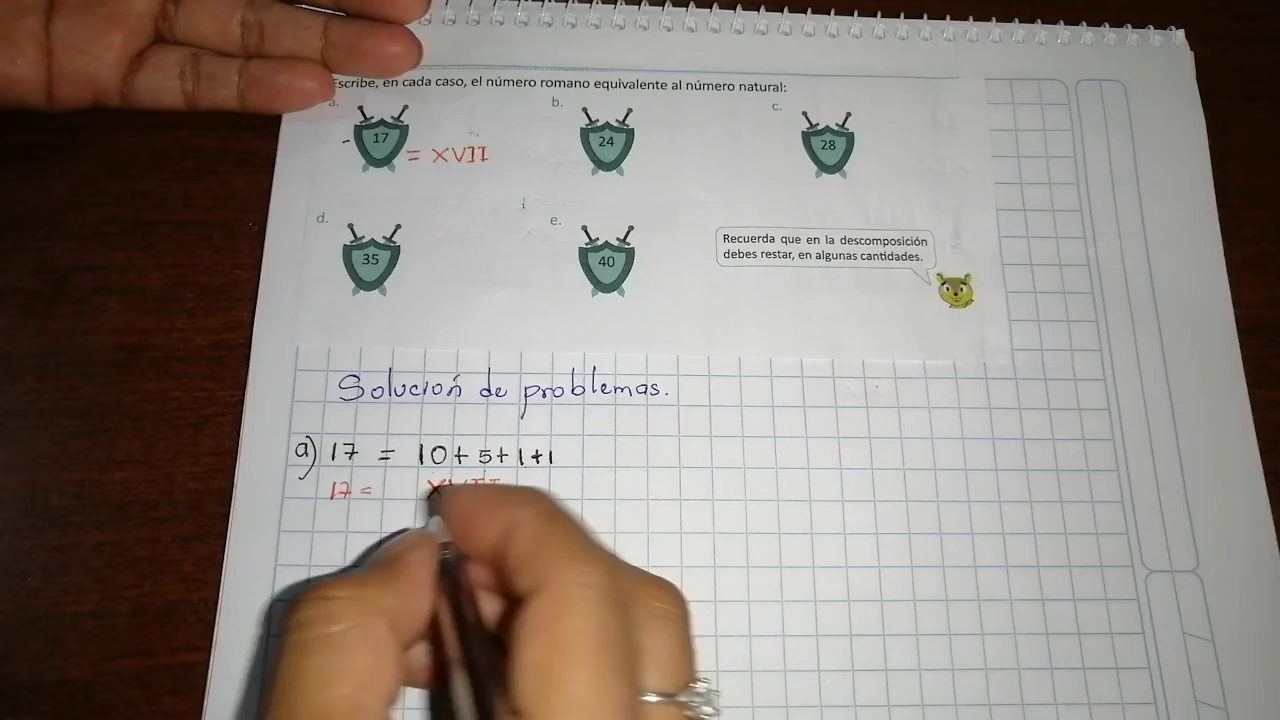 Escribe, en cada caso, el número romano equivalente al número natural:
a. b. c.
17 24 28
= XVII
d. e.
35 40
Recuerda que en la descomposición
debes restar, en algunas cantidades.
Solución de problemas.
a) 17 = 10+5+1+1
17 = XVII